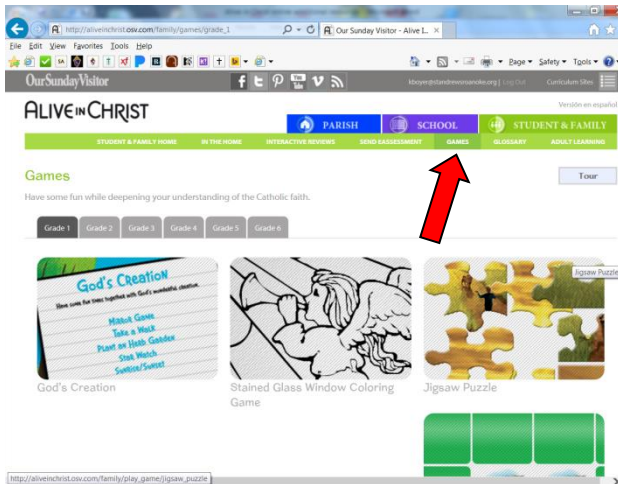 http://aliveinchrist.osv.com/family/games/grade_1
Our Sunday Visitor - Alive I...
File Edit View Favorites Tools Help
Page Safety Tools
OurSundayVisitor
Log Out
Curriculum Sites
ALIVE IN CHRIST
Versión en español
PARISH
SCHOOL
STUDENT & FAMILY
STUDENT & FAMILY HOME
IN THE HOME
INTERACTIVE REVIEWS
SEND EASSESSMENT
GAMES
GLOSSARY
ADULT LEARNING
Games
Tour
Have some fun while deepening your understanding of the Catholic faith.
Grade 1
Grade 2
Grade 3
Grade 4
Grade 5
Grade 6
God's Creation
Have some fun times together with God's wonderful creation.
Mirror Game
Take a Walk
Plant an Herb Garden
Star Watch
Sunrise/Sunset
Jigsaw Puzzle
God's Creation
Stained Glass Window Coloring
Game
Jigsaw Puzzle
http://aliveinchrist.osv.com/family/play_game/jigsaw_puzzle